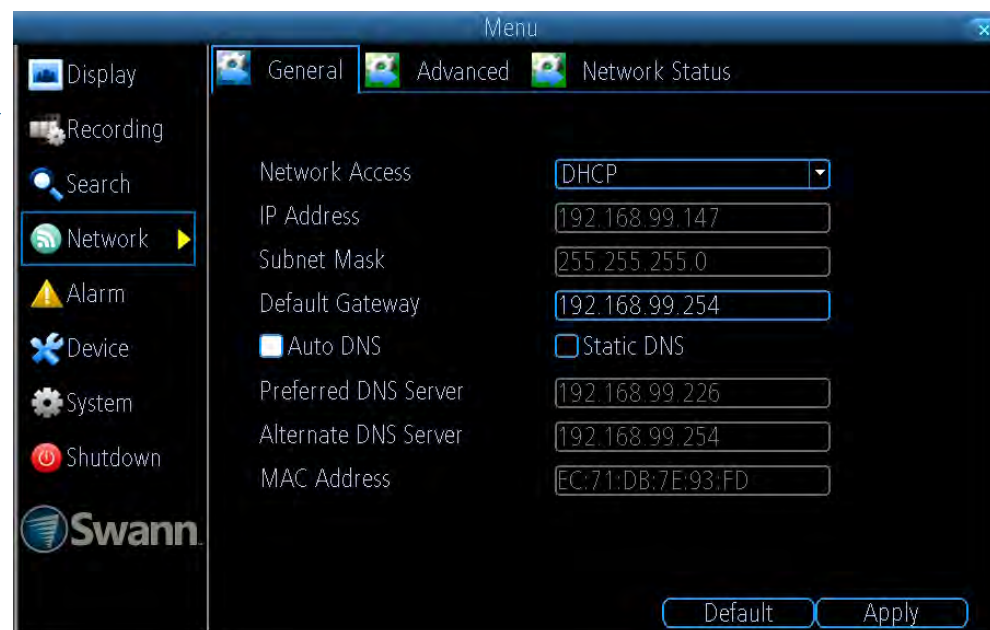 Menu
Display
Recording
Search
Network
Alarm
Device
System
Shutdown
Swann
General Advanced Network Status
Network Access DHCP
IP Address 192.168.99.147
Subnet Mask 255.255.255.0
Default Gateway 192.168.99.254
Auto DNS Static DNS
Preferred DNS Server 192.168.99.226
Alternate DNS Server 192.168.99.254
MAC Address EC:71:DB:7E:93:FD
Default Apply